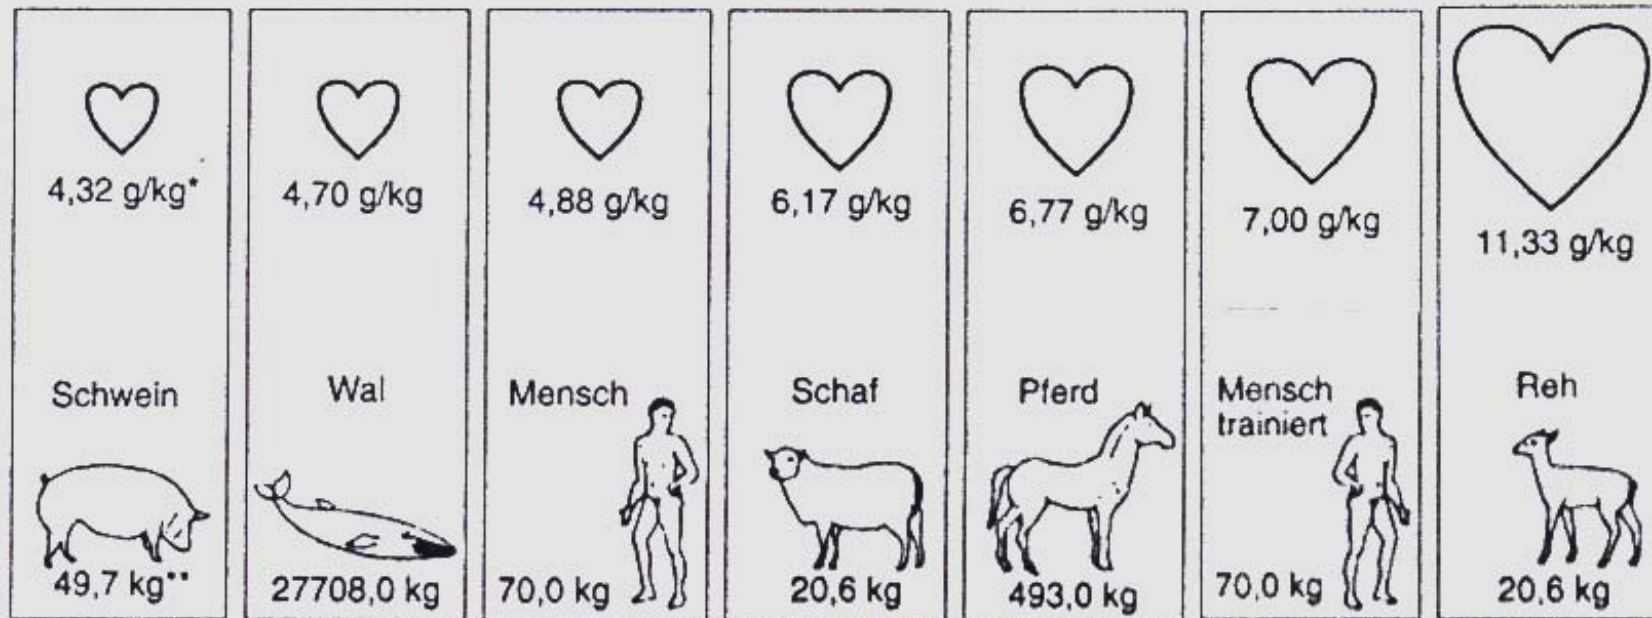 4,32 g/kg*
Schwein
49,7 kg**
4,70 g/kg
Wal
27708,0 kg
4,88 g/kg
Mensch
70,0 kg
6,17 g/kg
Schaf
20,6 kg
6,77 g/kg
Pferd
493,0 kg
7,00 g/kg
Mensch
trainiert
70,0 kg
11,33 g/kg
Reh
20,6 kg